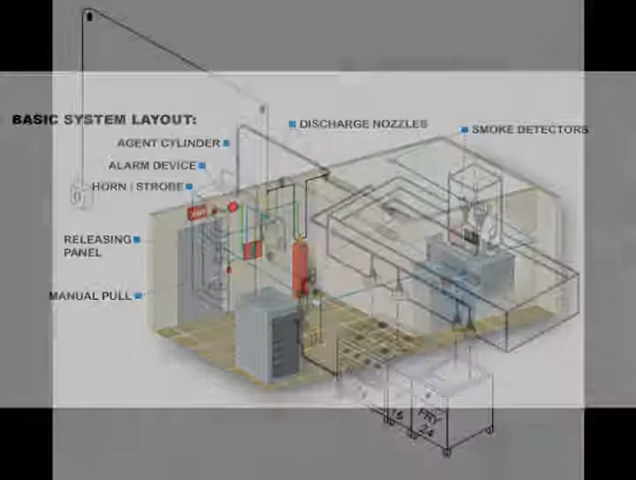 BASIC SYSTEM LAYOUT:
DISCHARGE NOZZLES
SMOKE DETECTORS
AGENT CYLINDER
ALARM DEVICE
HORN / STROBE
RELEASING
PANEL
MANUAL PULL
16
FRY
24